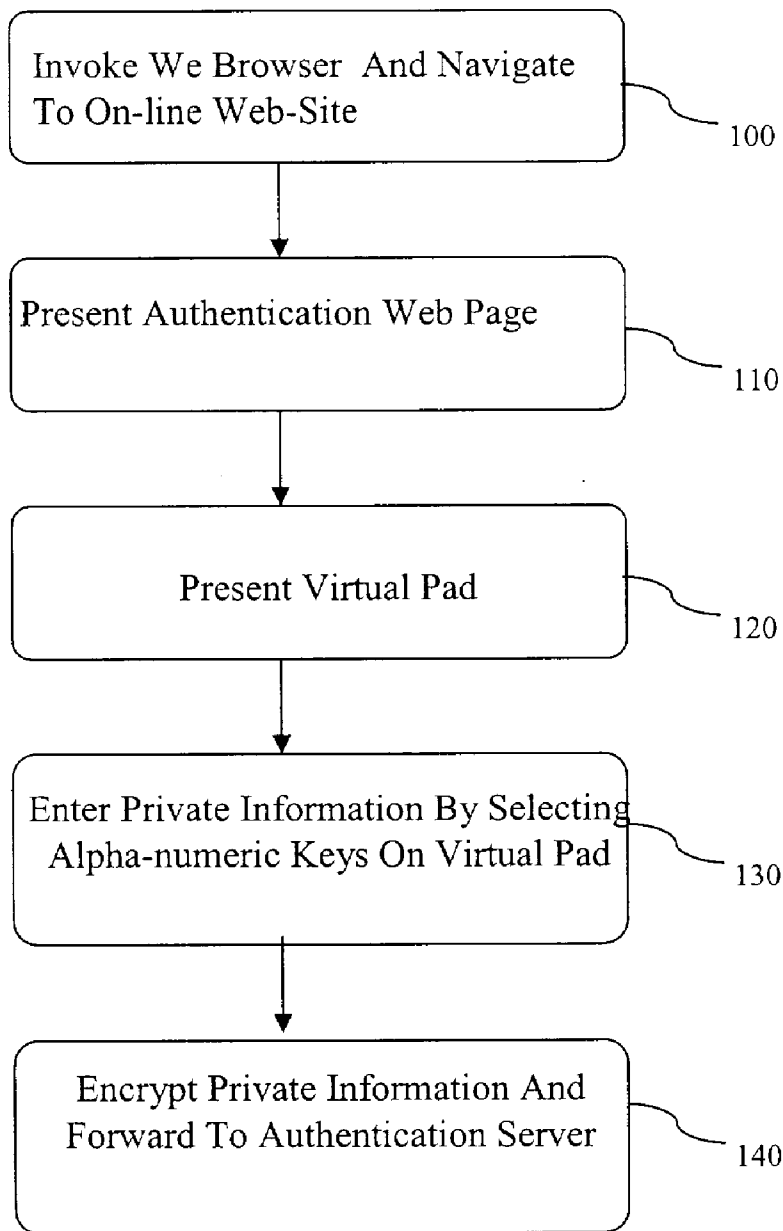 Invoke We Browser And Navigate
To On-line Web-Site
100
Present Authentication Web Page
110
Present Virtual Pad
120
Enter Private Information By Selecting
Alpha-numeric Keys On Virtual Pad
130
Encrypt Private Information And
Forward To Authentication Server
140